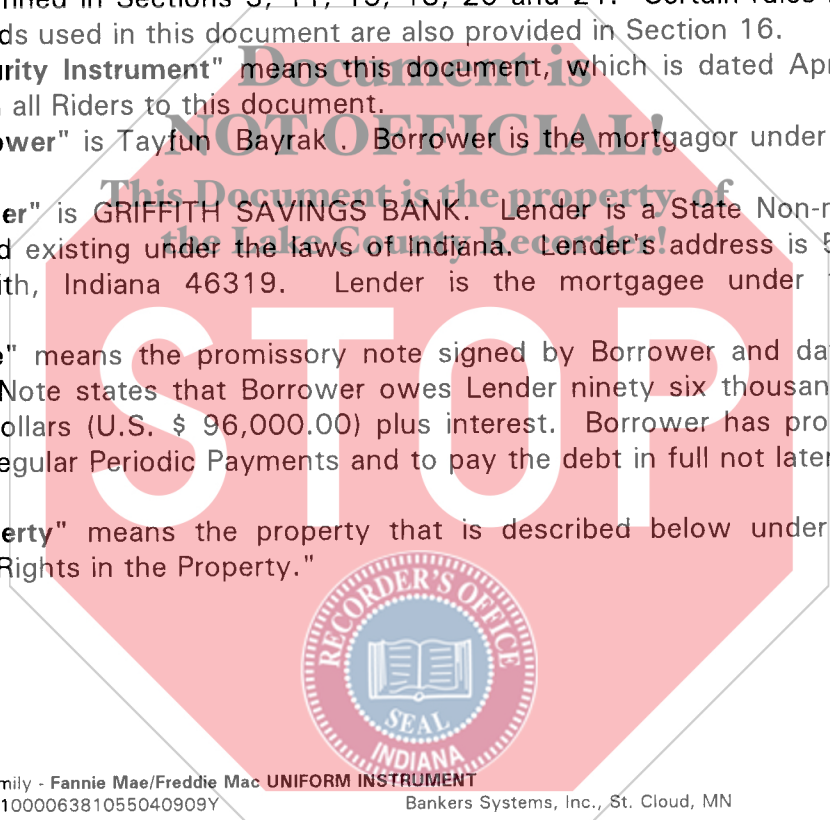 ds used in this document are also provided in Section 16.
Document is
rity Instrument" means this document, which is dated Apr
all Riders to this document.
NOT OFFICIAL!
wer" is Tayfun Bayrak . Borrower is the mortgagor under
This Document is the property of
er" is GRIFFITH SAVINGS BANK. Lender is a State Non-
the Lake County Recorder!
d existing under the laws of Indiana. Lender's address is 5
ith, Indiana 46319. Lender is the mortgagee under
STOP
e" means the promissory note signed by Borrower and da
Note states that Borrower owes Lender ninety six thousan
ollars (U.S. $ 96,000.00) plus interest. Borrower has pro
egular Periodic Payments and to pay the debt in full not later
erty" means the property that is described below under
Rights in the Property."
RECORDER'S OFFICE
SEAL
INDIANA
mily - Fannie Mae/Freddie Mac UNIFORM INSTRUMENT
100006381055040909Y Bankers Systems, Inc., St. Cloud, MN